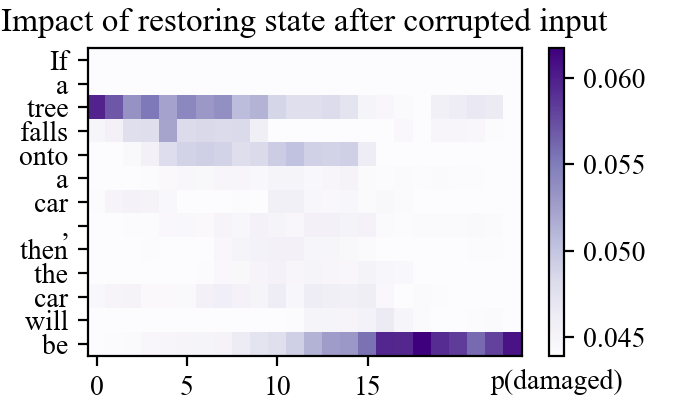 Impact of restoring state after corrupted input
If
a
tree
falls
onto
a
car
,
then
the
car
will
be
0 5 10 15 p(damaged)
0.060
0.055
0.050
0.045